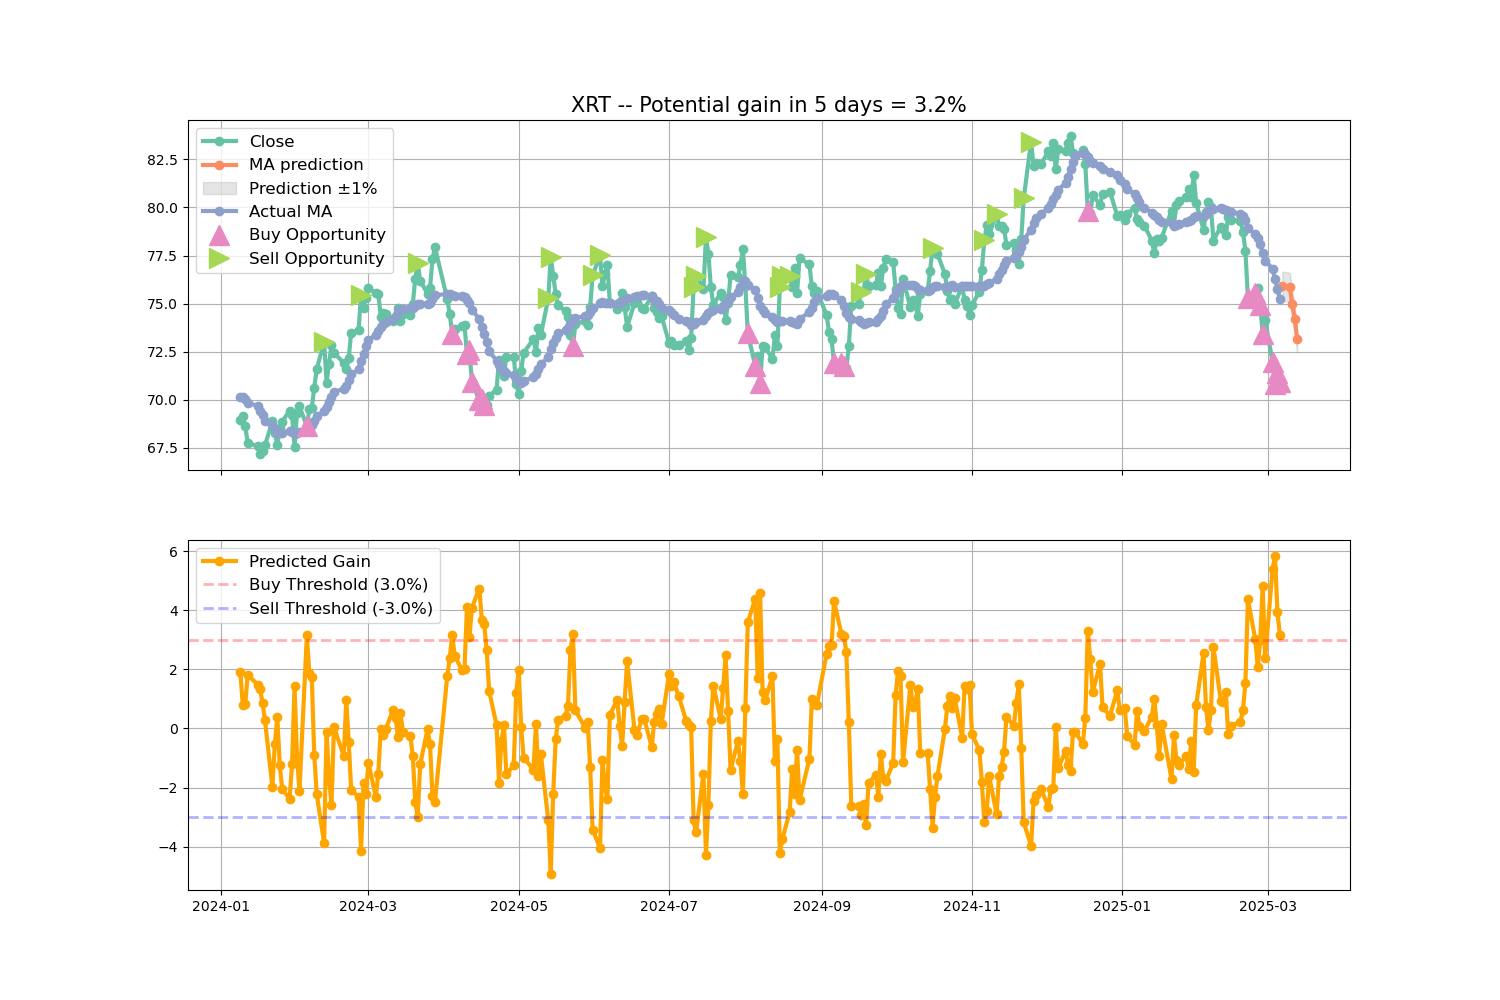 XRT -- Potential gain in 5 days = 3.2%
Close
MA prediction
Prediction ±1%
Actual MA
Buy Opportunity
Sell Opportunity
82.5
80.0
77.5
75.0
72.5
70.0
67.5
Predicted Gain
Buy Threshold (3.0%)
Sell Threshold (-3.0%)
6
4
2
0
−2
−4
2024-01 2024-03 2024-05 2024-07 2024-09 2024-11 2025-01 2025-03